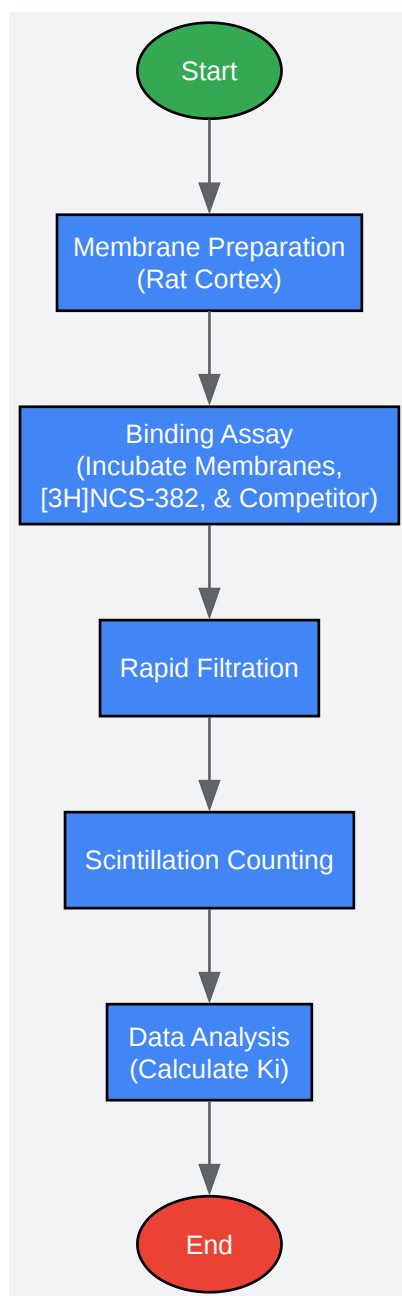 Start
Membrane Preparation
(Rat Cortex)
Binding Assay
(Incubate Membranes,
[3H]NCS-382, & Competitor)
Rapid Filtration
Scintillation Counting
Data Analysis
(Calculate Ki)
End